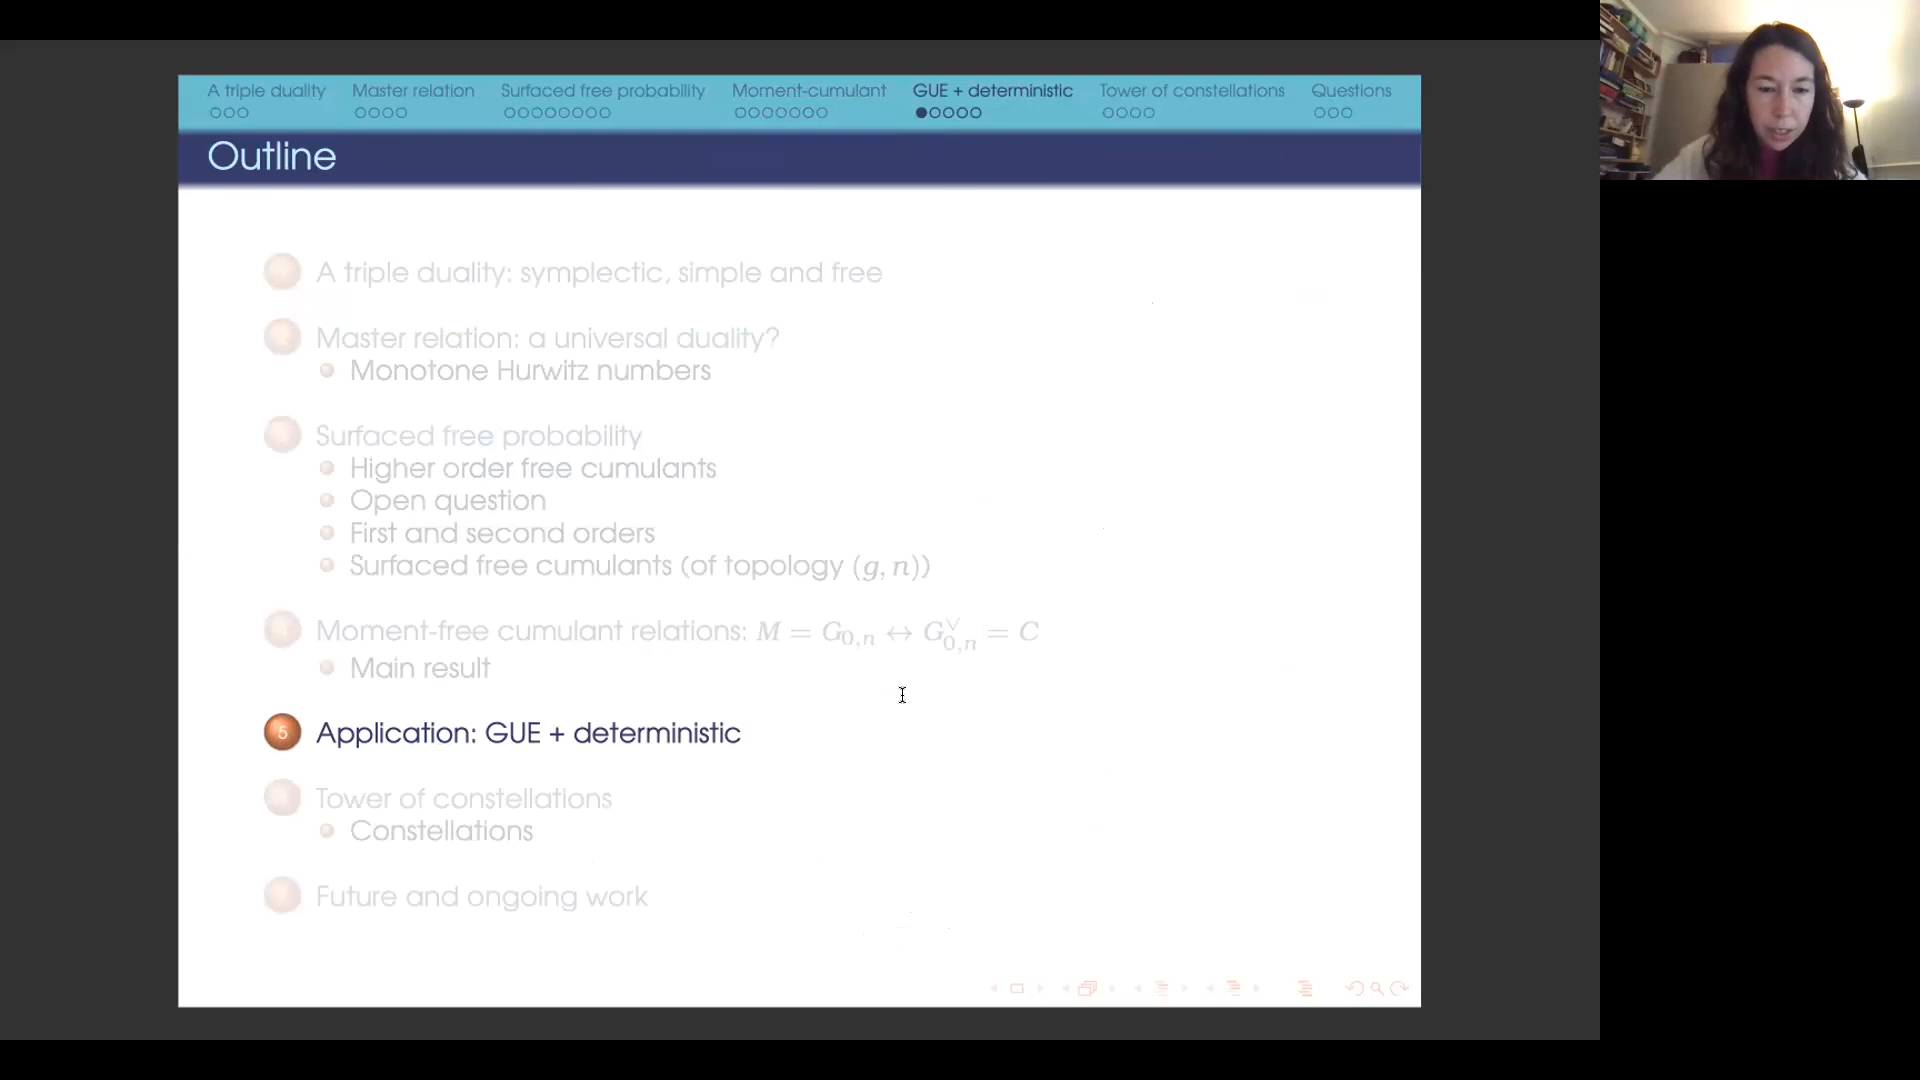 A triple duality Master relation Surfaced free probability Moment-cumulant GUE + deterministic Tower of constellations Questions
Outline
A triple duality: symplectic, simple and free
Master relation: a universal duality?
Monotone Hurwitz numbers
Surfaced free probability
Higher order free cumulants
Open question
First and second orders
Surfaced free cumulants (of topology (g, n))
Moment-free cumulant relations: M = G₀,ₙ ↔ G₀,ₙ^∨ = C
Main result
5 Application: GUE + deterministic
Tower of constellations
Constellations
Future and ongoing work